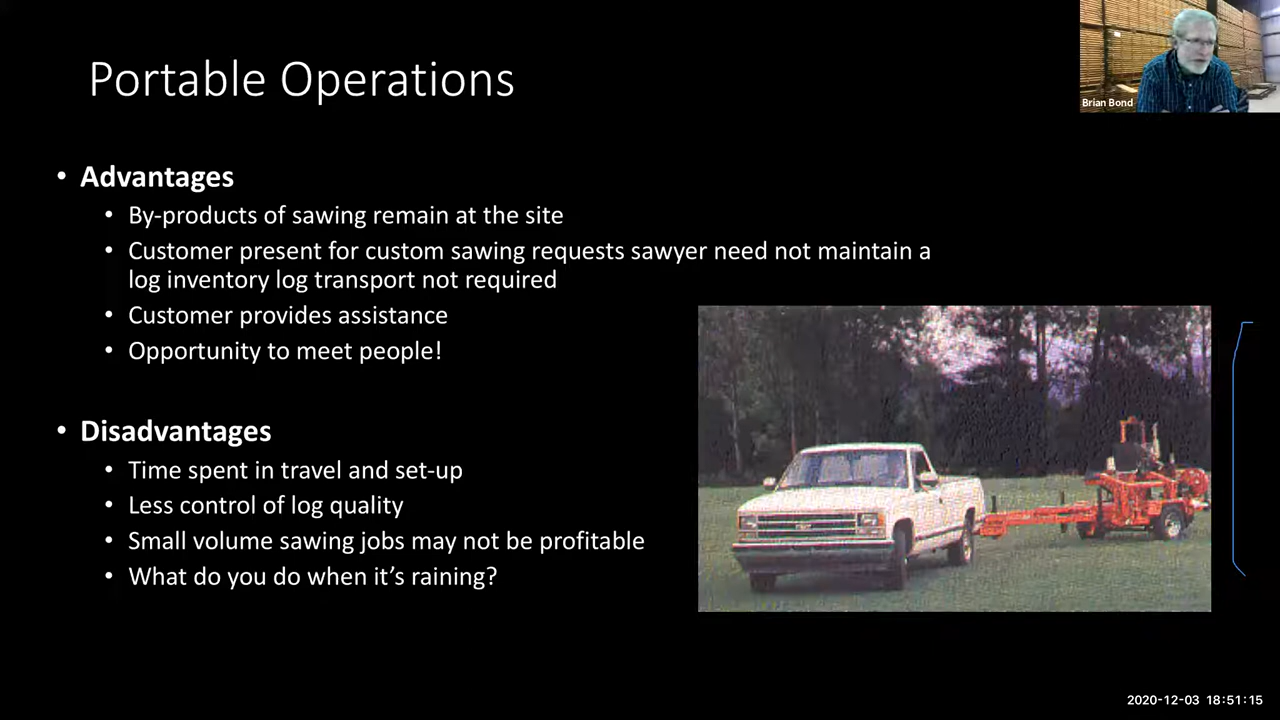 Portable Operations
Brian Bond
• Advantages
• By-products of sawing remain at the site
• Customer present for custom sawing requests sawyer need not maintain a
log inventory log transport not required
• Customer provides assistance
• Opportunity to meet people!
• Disadvantages
• Time spent in travel and set-up
• Less control of log quality
• Small volume sawing jobs may not be profitable
• What do you do when it’s raining?
2020-12-03 18:51:15